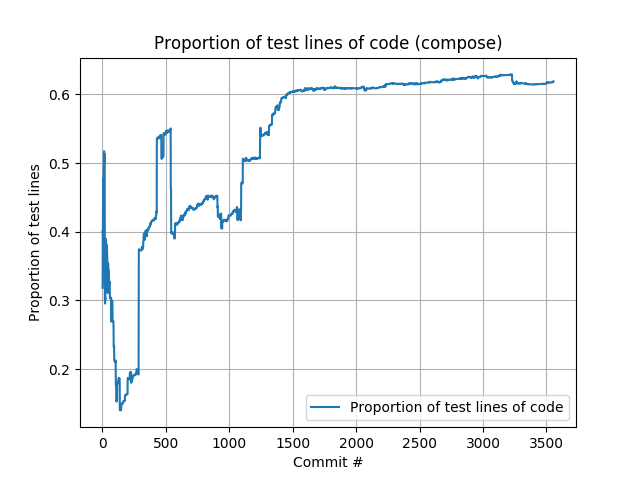 Proportion of test lines of code (compose)
Proportion of test lines
0.6
0.5
0.4
0.3
0.2
0 500 1000 1500 2000 2500 3000 3500
Commit #
Proportion of test lines of code